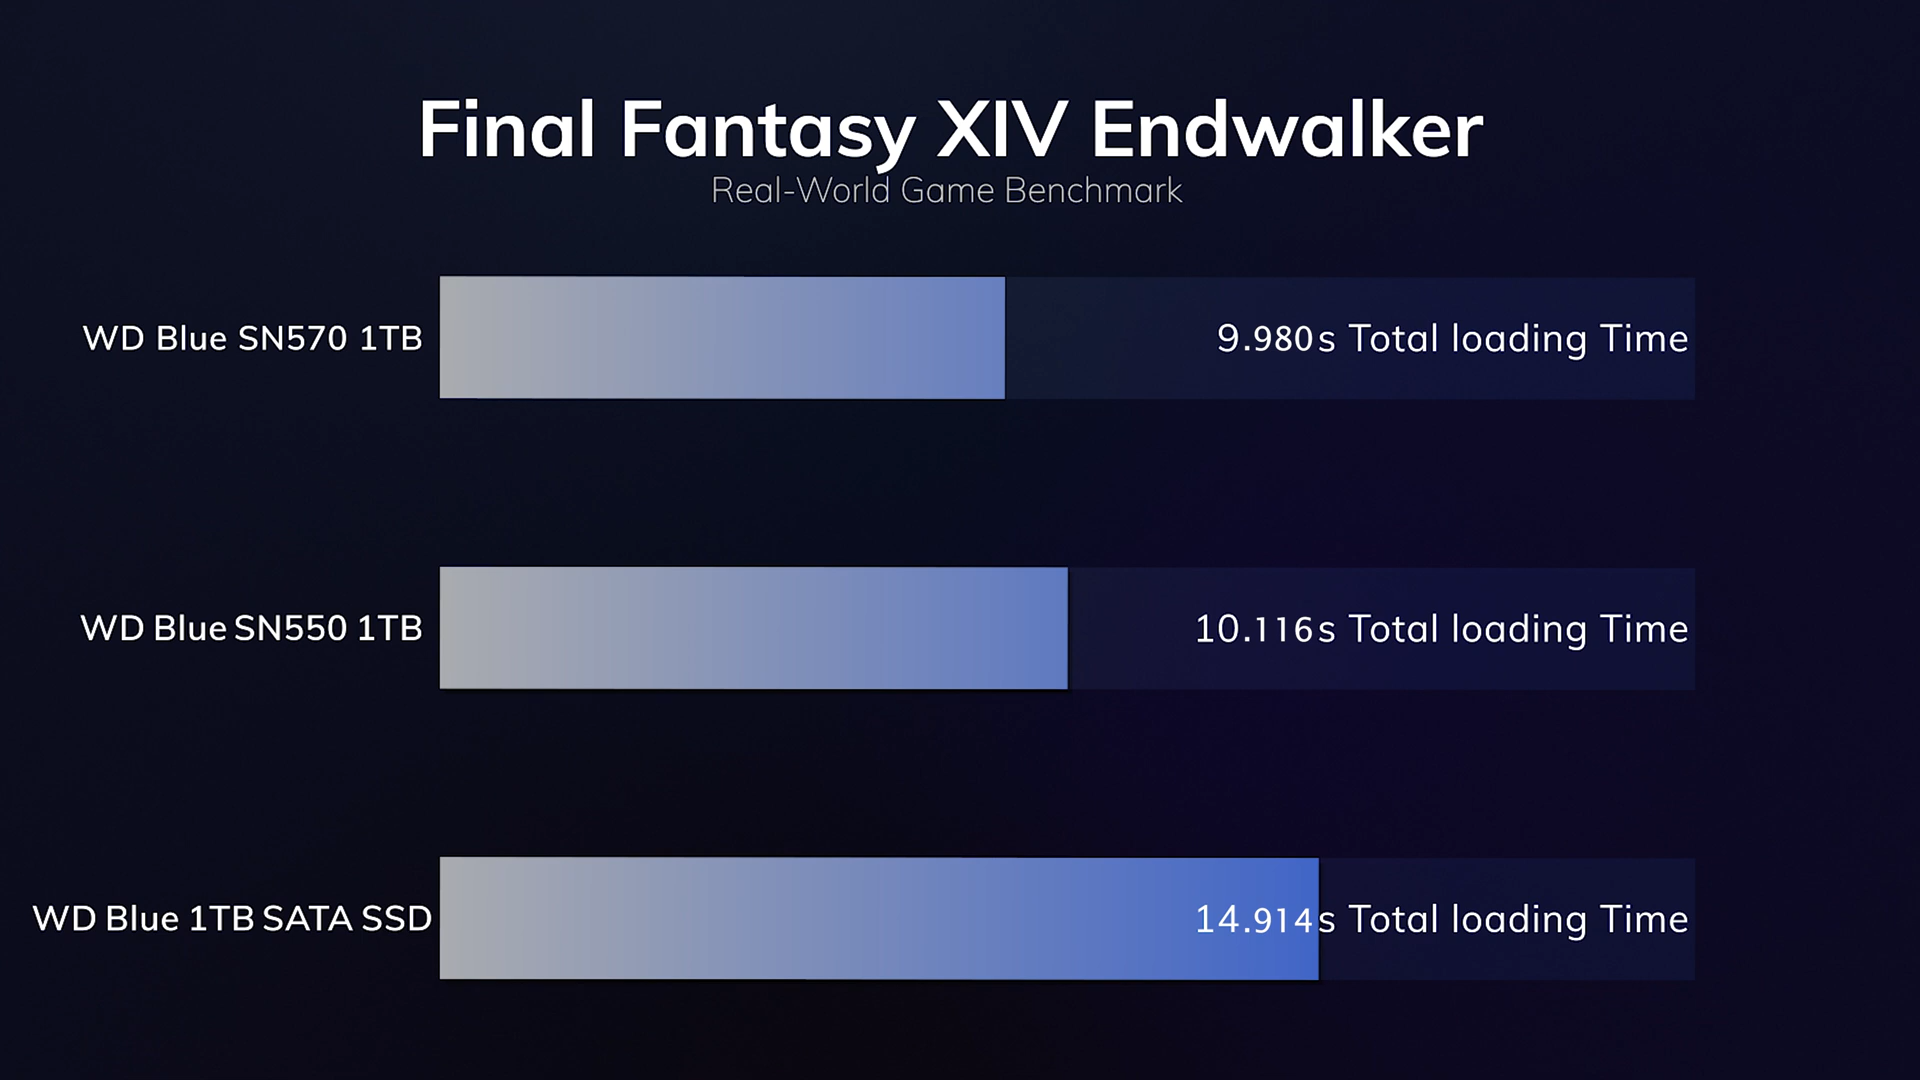 Final Fantasy XIV Endwalker
Real-World Game Benchmark
WD Blue SN570 1TB 9.980s Total loading Time
WD Blue SN550 1TB 10.116s Total loading Time
WD Blue 1TB SATA SSD 14.914s Total loading Time